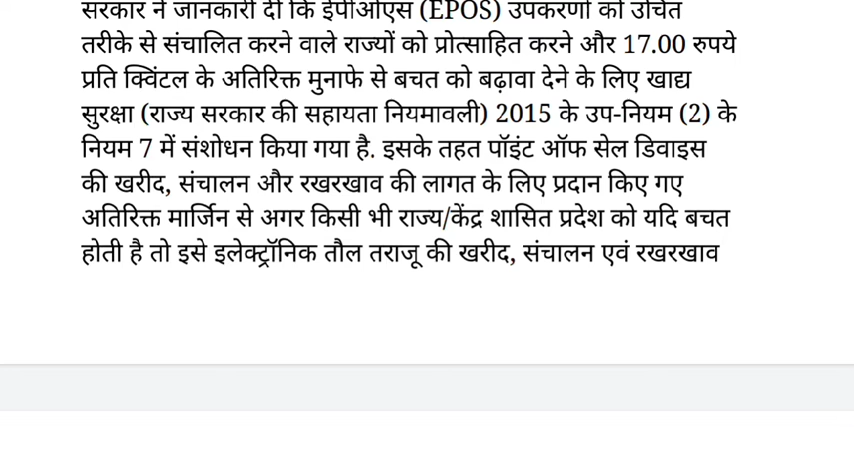 सरकार ने जानकारी दी कि ईपीओएस (EPOS) उपकरणों को उचित
तरीके से संचालित करने वाले राज्यों को प्रोत्साहित करने और 17.00 रुपये
प्रति क्विंटल के अतिरिक्त मुनाफे से बचत को बढ़ावा देने के लिए खाद्य
सुरक्षा (राज्य सरकार की सहायता नियमावली) 2015 के उप-नियम (2) के
नियम 7 में संशोधन किया गया है. इसके तहत पॉइंट ऑफ सेल डिवाइस
की खरीद, संचालन और रखरखाव की लागत के लिए प्रदान किए गए
अतिरिक्त मार्जिन से अगर किसी भी राज्य/केंद्र शासित प्रदेश को यदि बचत
होती है तो इसे इलेक्ट्रॉनिक तौल तराजू की खरीद, संचालन एवं रखरखाव